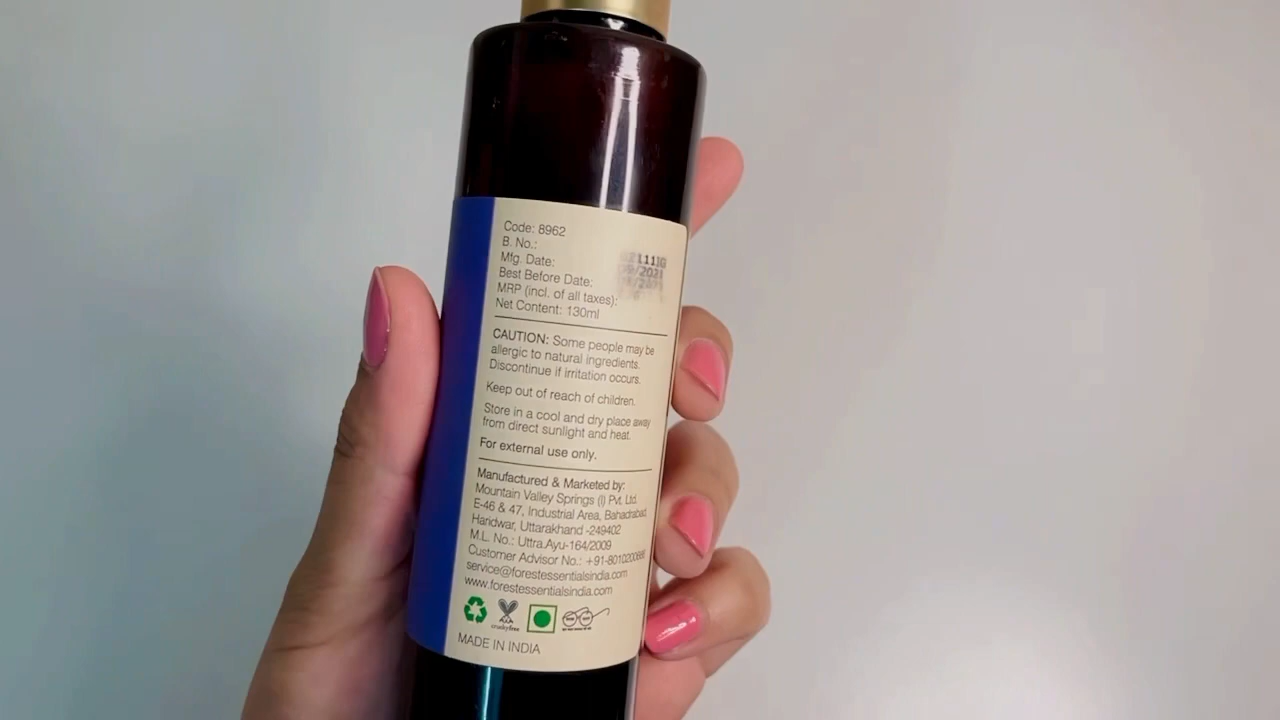 Code: 8962
B. No.:
Mfg. Date:
Best Before Date:
MRP (incl. of all taxes):
Net Content: 130ml
CAUTION: Some people may be
allergic to natural ingredients.
Discontinue if irritation occurs.
Keep out of reach of children.
Store in a cool and dry place away
from direct sunlight and heat.
For external use only.
Manufactured & Marketed by:
Mountain Valley Springs (I) Pvt. Ltd.
E-46 & 47, Industrial Area, Bahadrabad,
Haridwar, Uttarakhand -249402
M.L. No.: Uttra.Ayu-164/2009
Customer Advisor No.:
service@forestessentialsindia.com
www.forestessentialsindia.com
crueltyfree
MADE IN INDIA